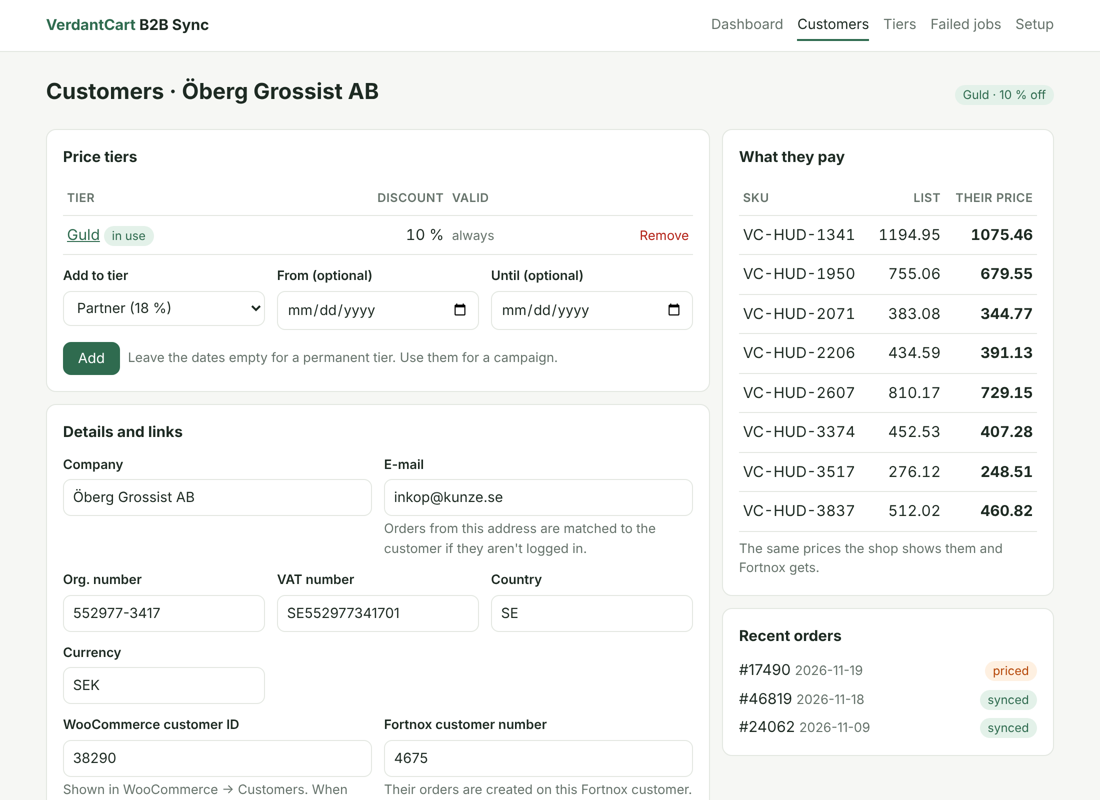 VerdantCart B2B Sync
Dashboard Customers Tiers Failed jobs Setup
Customers · Öberg Grossist AB
Guld · 10 % off
Price tiers
TIER DISCOUNT VALID
Guld in use 10 % always Remove
Add to tier From (optional) Until (optional)
Partner (18 %) mm/dd/yyyy mm/dd/yyyy
Add Leave the dates empty for a permanent tier. Use them for a campaign.
Details and links
Company E-mail
Öberg Grossist AB inkop@kunze.se
Orders from this address are matched to the
customer if they aren't logged in.
Org. number VAT number Country
552977-3417 SE552977341701 SE
Currency
SEK
WooCommerce customer ID Fortnox customer number
38290 4675
Shown in WooCommerce → Customers. When Their orders are created on this Fortnox customer.
What they pay
SKU LIST THEIR PRICE
VC-HUD-1341 1194.95 1075.46
VC-HUD-1950 755.06 679.55
VC-HUD-2071 383.08 344.77
VC-HUD-2206 434.59 391.13
VC-HUD-2607 810.17 729.15
VC-HUD-3374 452.53 407.28
VC-HUD-3517 276.12 248.51
VC-HUD-3837 512.02 460.82
The same prices the shop shows them and
Fortnox gets.
Recent orders
#17490 2026-11-19 priced
#46819 2026-11-18 synced
#24062 2026-11-09 synced